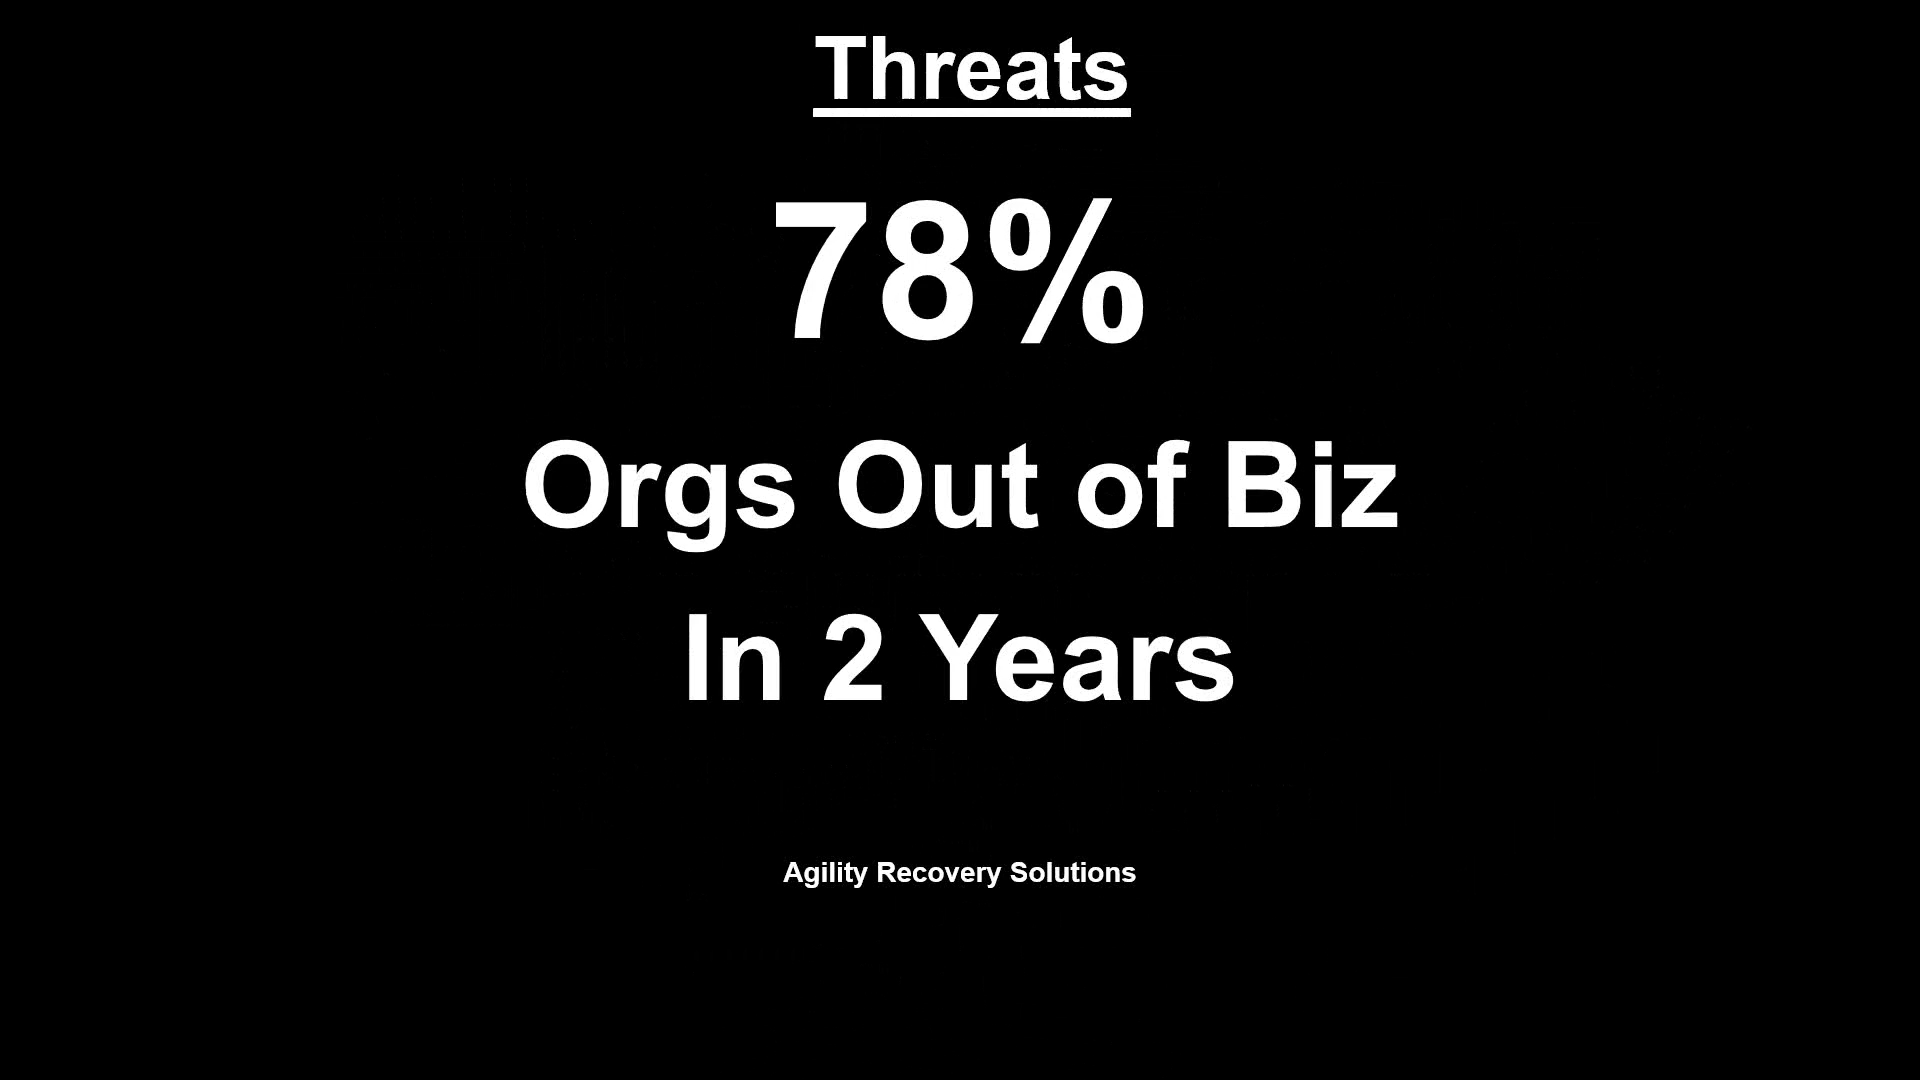 Threats
78%
Orgs Out of Biz
In 2 Years
Agility Recovery Solutions